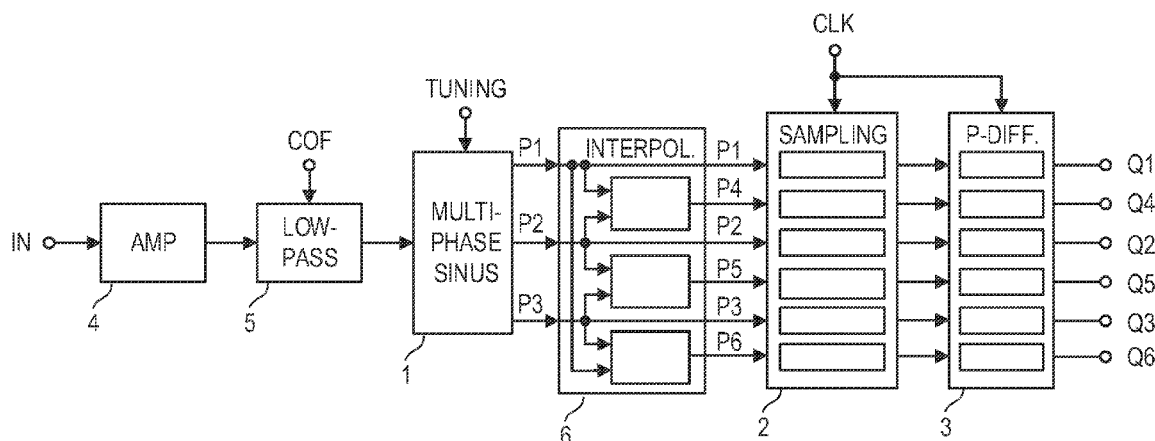 CLK
TUNING
COF
IN
AMP
LOW-
PASS
MULTI-
PHASE
SINUS
P1
P2
P3
INTERPOL.
P1
P4
P2
P5
P3
P6
SAMPLING
P-DIFF.
Q1
Q4
Q2
Q5
Q3
Q6
4
5
1
6
2
3